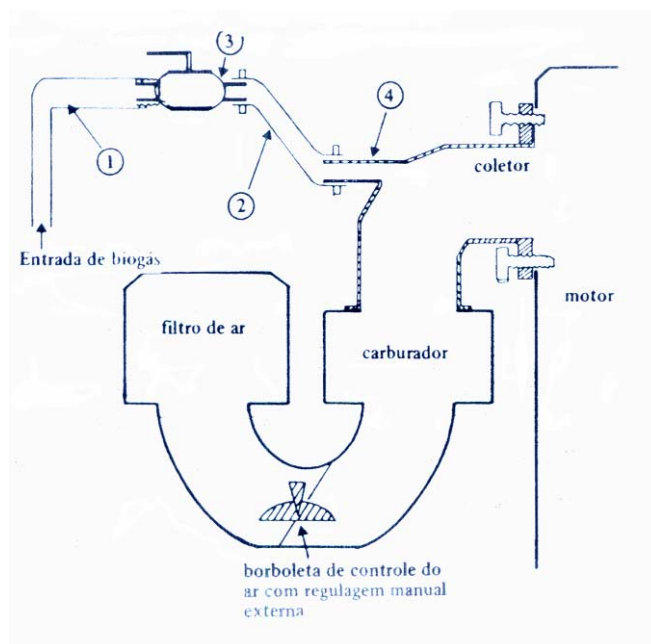 3
4
1
2
coletor
Entrada de biogás
motor
filtro de ar
carburador
borboleta de controle do
ar com regulagem manual
externa